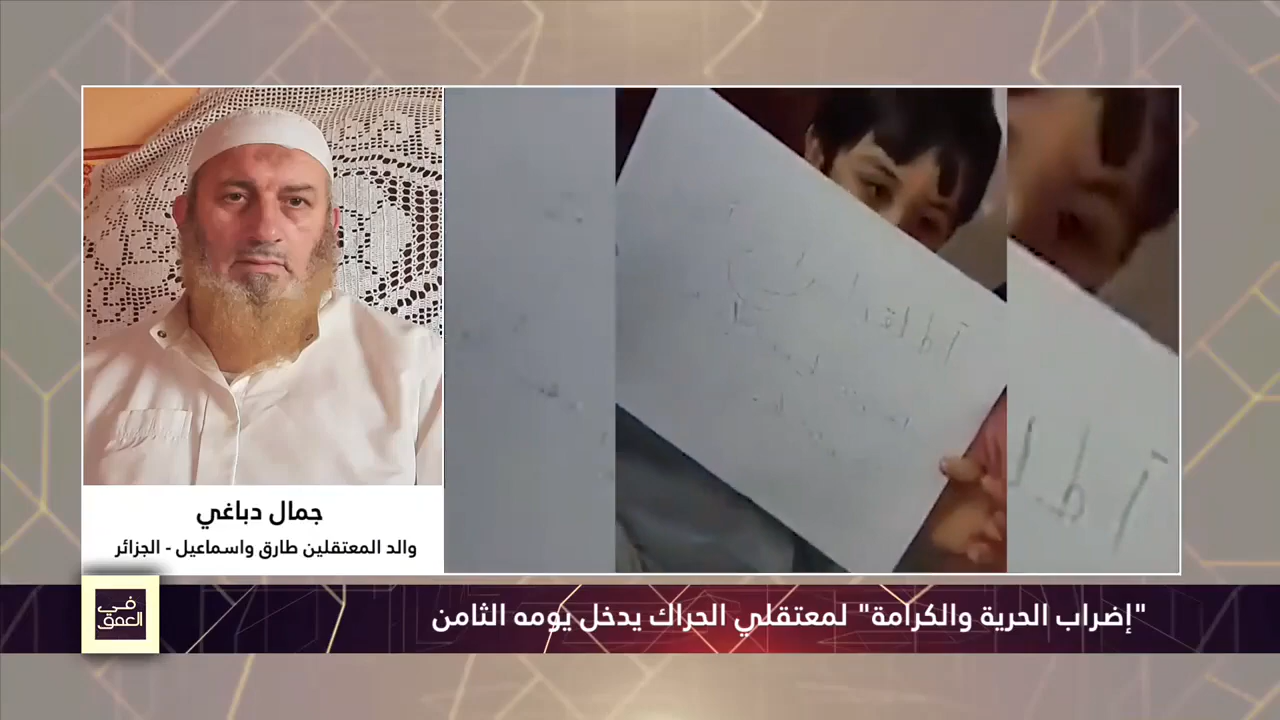 جمال دباغي
والد المعتقلين طارق واسماعيل - الجزائر
في
العمق
"إضراب الحرية والكرامة" لمعتقلي الحراك يدخل يومه الثامن